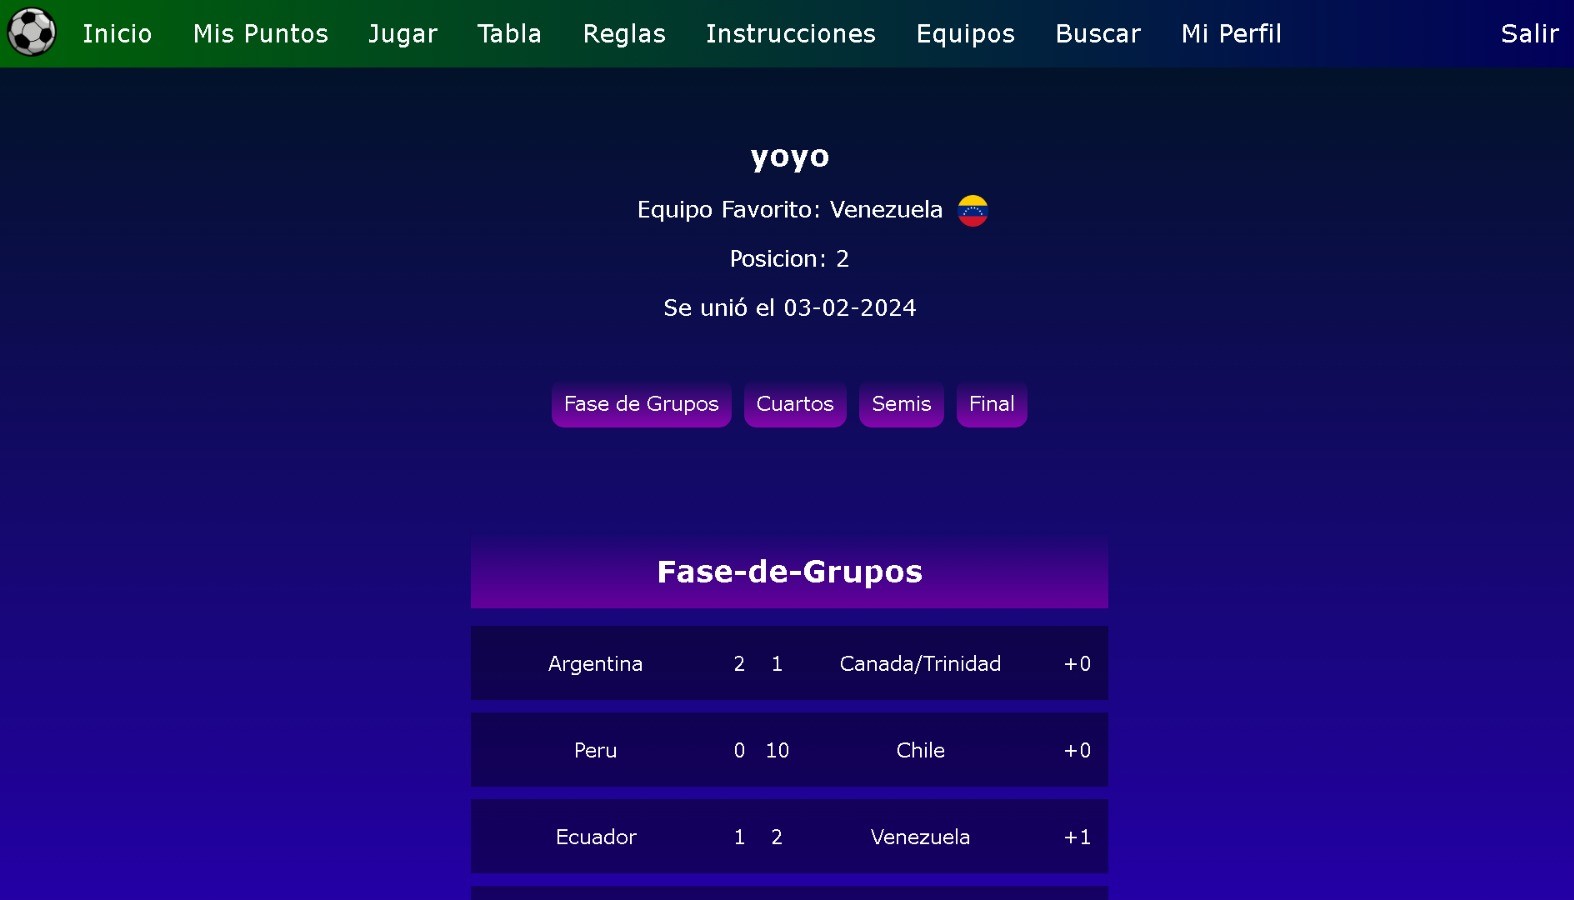 Inicio Mis Puntos Jugar Tabla Reglas Instrucciones Equipos Buscar Mi Perfil Salir
yoyo
Equipo Favorito: Venezuela
Posicion: 2
Se unió el 03-02-2024
Fase de Grupos Cuartos Semis Final
Fase-de-Grupos
Argentina 2 1 Canada/Trinidad +0
Peru 0 10 Chile +0
Ecuador 1 2 Venezuela +1